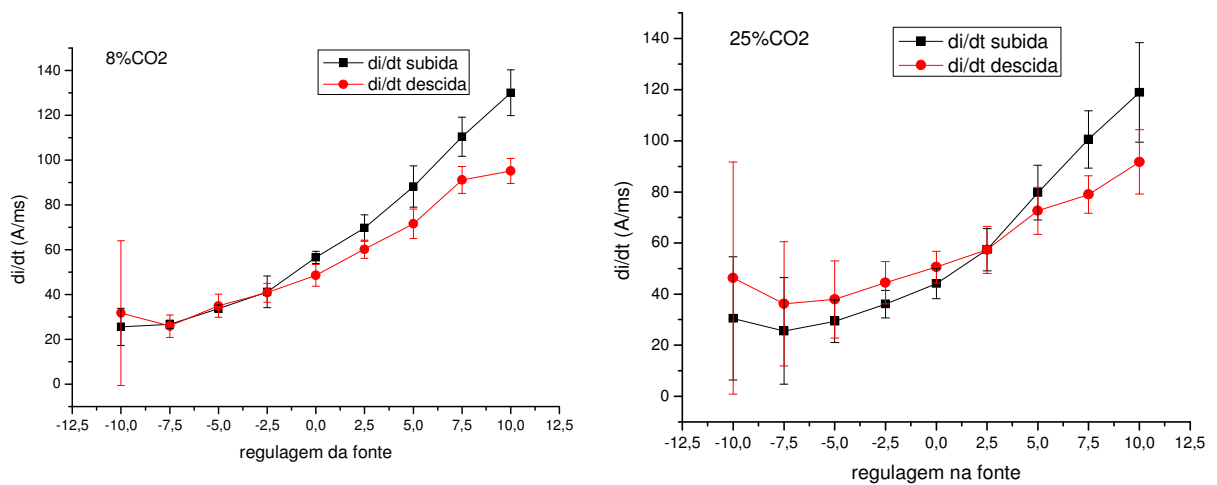 8%CO2
di/dt subida
di/dt descida
140
120
100
80
60
40
20
0
di/dt (A/ms)
-12,5 -10,0 -7,5 -5,0 -2,5 0,0 2,5 5,0 7,5 10,0 12,5
regulagem da fonte
25%CO2
di/dt subida
di/dt descida
140
120
100
80
60
40
20
0
di/dt (A/ms)
-12,5 -10,0 -7,5 -5,0 -2,5 0,0 2,5 5,0 7,5 10,0 12,5
regulagem na fonte